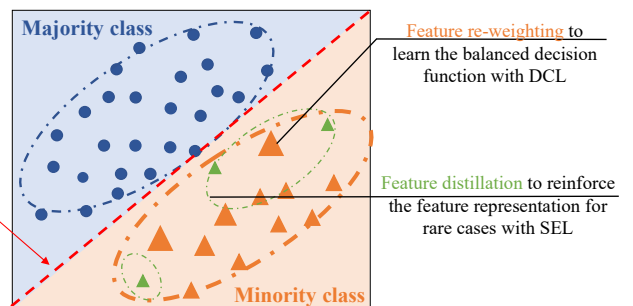 Majority class
Feature re-weighting to
learn the balanced decision
function with DCL
Feature distillation to reinforce
the feature representation for
rare cases with SEL
Minority class